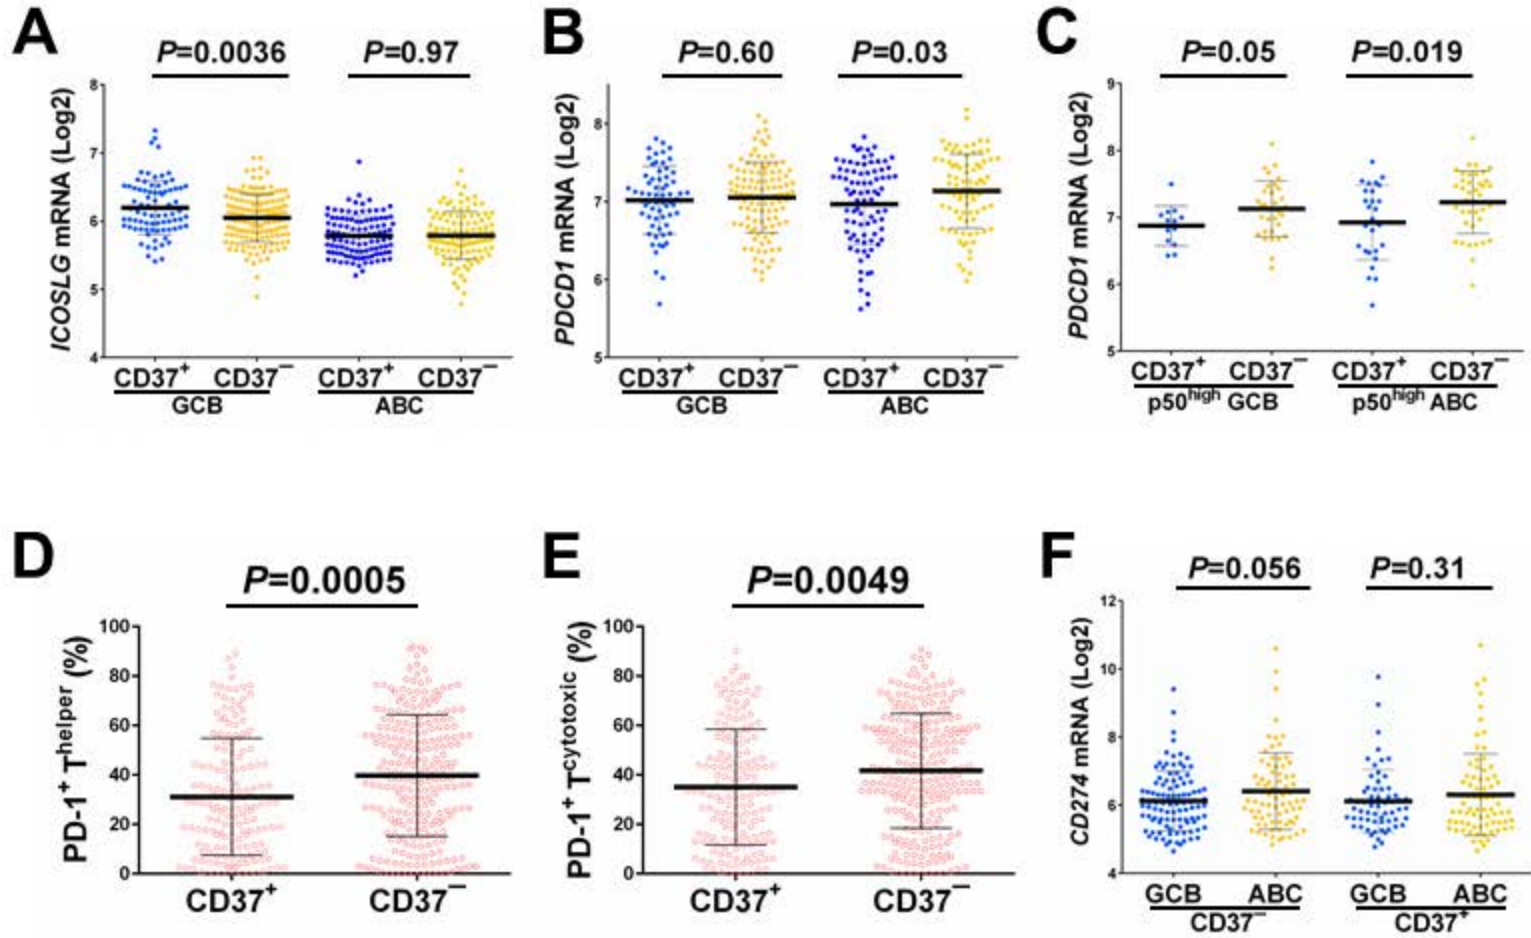 A
P=0.0036
P=0.97
ICOSLG mRNA (Log2)
8
7
6
5
4
CD37⁺
CD37⁻
CD37⁺
CD37⁻
GCB
ABC
B
P=0.60
P=0.03
PDCD1 mRNA (Log2)
8
7
6
5
CD37⁺
CD37⁻
CD37⁺
CD37⁻
GCB
ABC
C
P=0.05
P=0.019
PDCD1 mRNA (Log2)
9
8
7
6
5
CD37⁺
CD37⁻
CD37⁺
CD37⁻
p50ʰⁱᵍʰ GCB
p50ʰⁱᵍʰ ABC
D
P=0.0005
PD-1⁺ Tʰᵉˡᵖᵉʳ (%)
100
80
60
40
20
0
CD37⁺
CD37⁻
E
P=0.0049
PD-1⁺ Tᶜʸᵗᵒᵗᵒˣⁱᶜ (%)
100
80
60
40
20
0
CD37⁺
CD37⁻
F
P=0.056
P=0.31
CD274 mRNA (Log2)
12
10
8
6
4
GCB
ABC
GCB
ABC
CD37⁻
CD37⁺